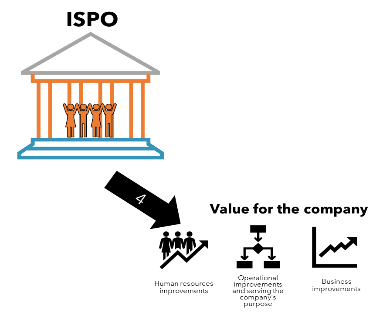 ISPO
4
Value for the company
Human resources
improvements
Operational
improvements
and serving the
company's
purpose
Business
improvements